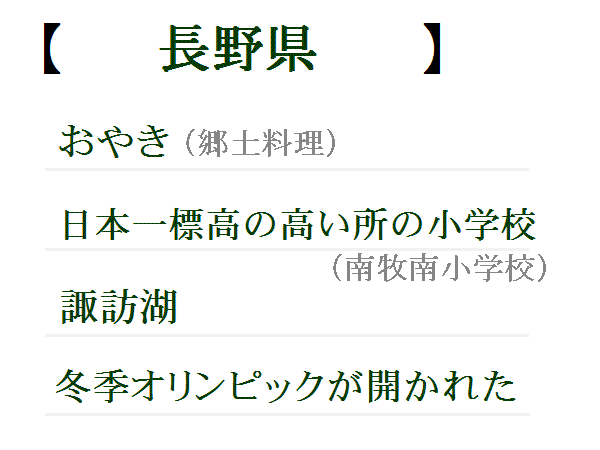 【　長野県　】
おやき（郷土料理）
日本一標高の高い所の小学校
（南牧南小学校）
諏訪湖
冬季オリンピックが開かれた